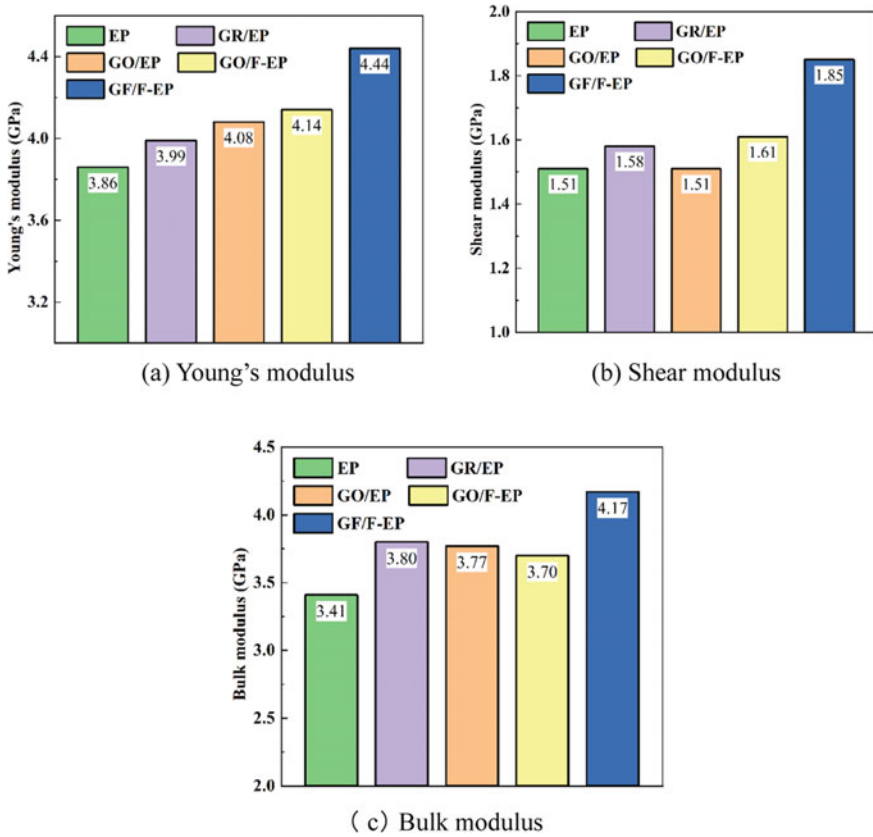 Young's modulus (GPa)
4.4
4.0
3.6
3.2
EP GR/EP
GO/EP GO/F-EP
GF/F-EP
3.86
3.99
4.08
4.14
4.44
(a) Young's modulus
Shear modulus (GPa)
2.0
1.8
1.6
1.4
1.2
1.0
EP GR/EP
GO/EP GO/F-EP
GF/F-EP
1.51
1.58
1.51
1.61
1.85
(b) Shear modulus
Bulk modulus (GPa)
4.5
4.0
3.5
3.0
2.5
2.0
EP GR/EP
GO/EP GO/F-EP
GF/F-EP
3.41
3.80
3.77
3.70
4.17
( c) Bulk modulus